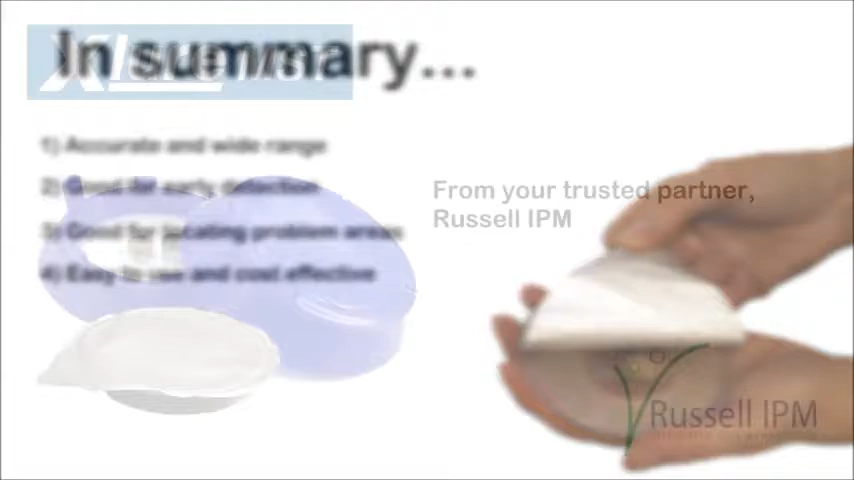 In summary...
1) Accurate and wide range
2) Good for early detection
3) Good for locating problem areas
4) Easy to use and cost effective
From your trusted partner,
Russell IPM
Russell IPM